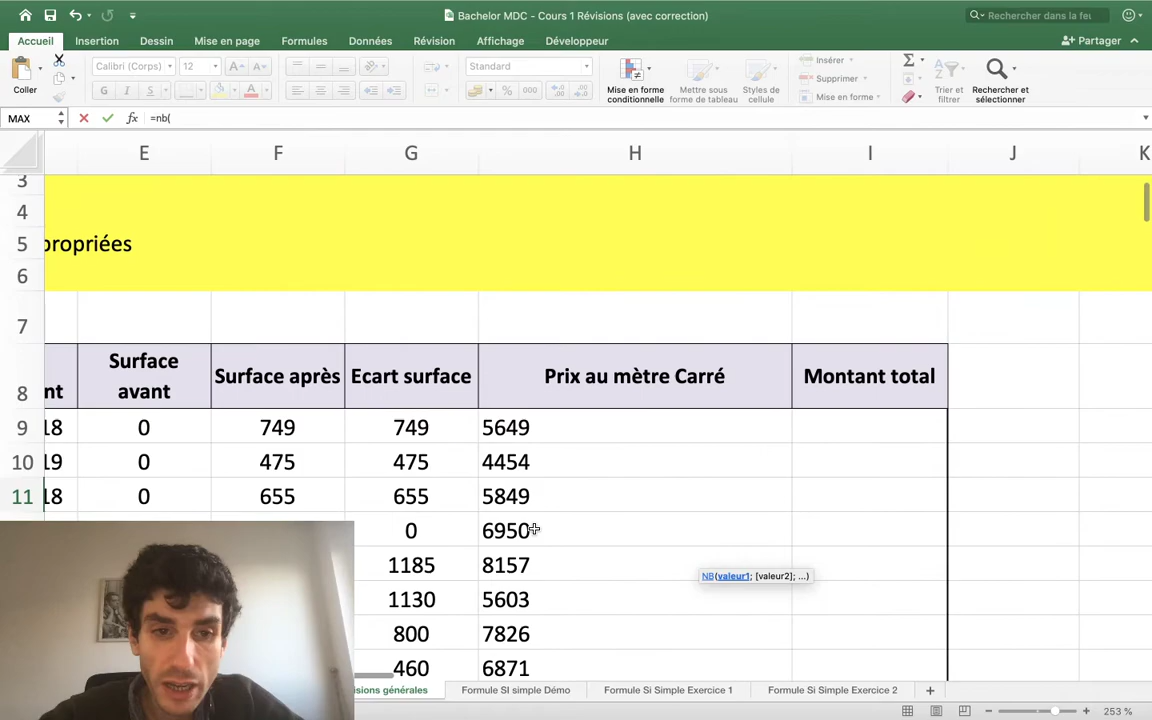 Bachelor MDC - Cours 1 Révisions (avec correction)
Rechercher dans la feu
Accueil Insertion Dessin Mise en page Formules Données Révision Affichage Développeur
Partager
Coller
Calibri (Corps) 12
G I S
Standard
% 000
Mise en forme conditionnelle
Mettre sous forme de tableau
Styles de cellule
Insérer
Supprimer
Mise en forme
Trier et filtrer
Rechercher et sélectionner
MAX fx =nb(
E F G H I J K
3
4
5 propriées
6
7
8 nt Surface avant Surface après Ecart surface Prix au mètre Carré Montant total
9 18 0 749 749 5649
10 19 0 475 475 4454
11 18 0 655 655 5849
0 6950
1185 8157
NB(valeur1; [valeur2]; ...)
1130 5603
800 7826
460 6871
isions générales Formule SI simple Démo Formule Si Simple Exercice 1 Formule Si Simple Exercice 2 +
253 %